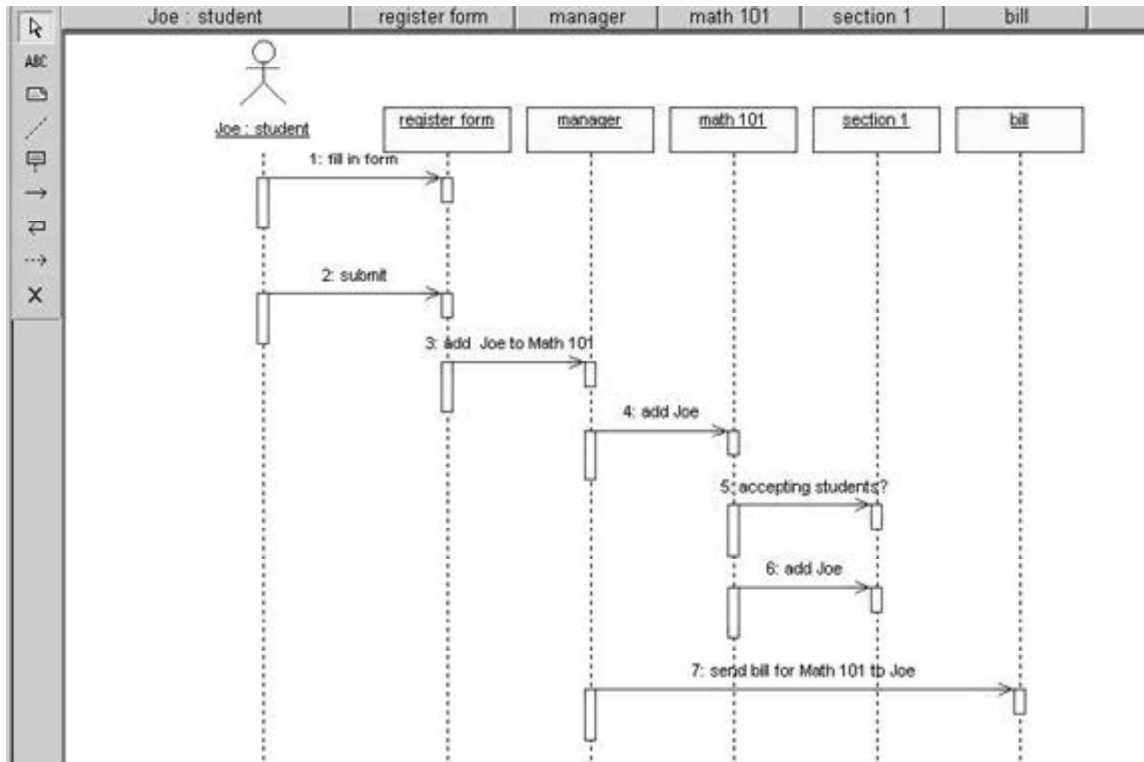 Joe : student
register form
manager
math 101
section 1
bill
ABC
Joe : student
register form
manager
math 101
section 1
bill
1: fill in form
2: submit
3: add Joe to Math 101
4: add Joe
5: accepting students?
6: add Joe
7: send bill for Math 101 to Joe